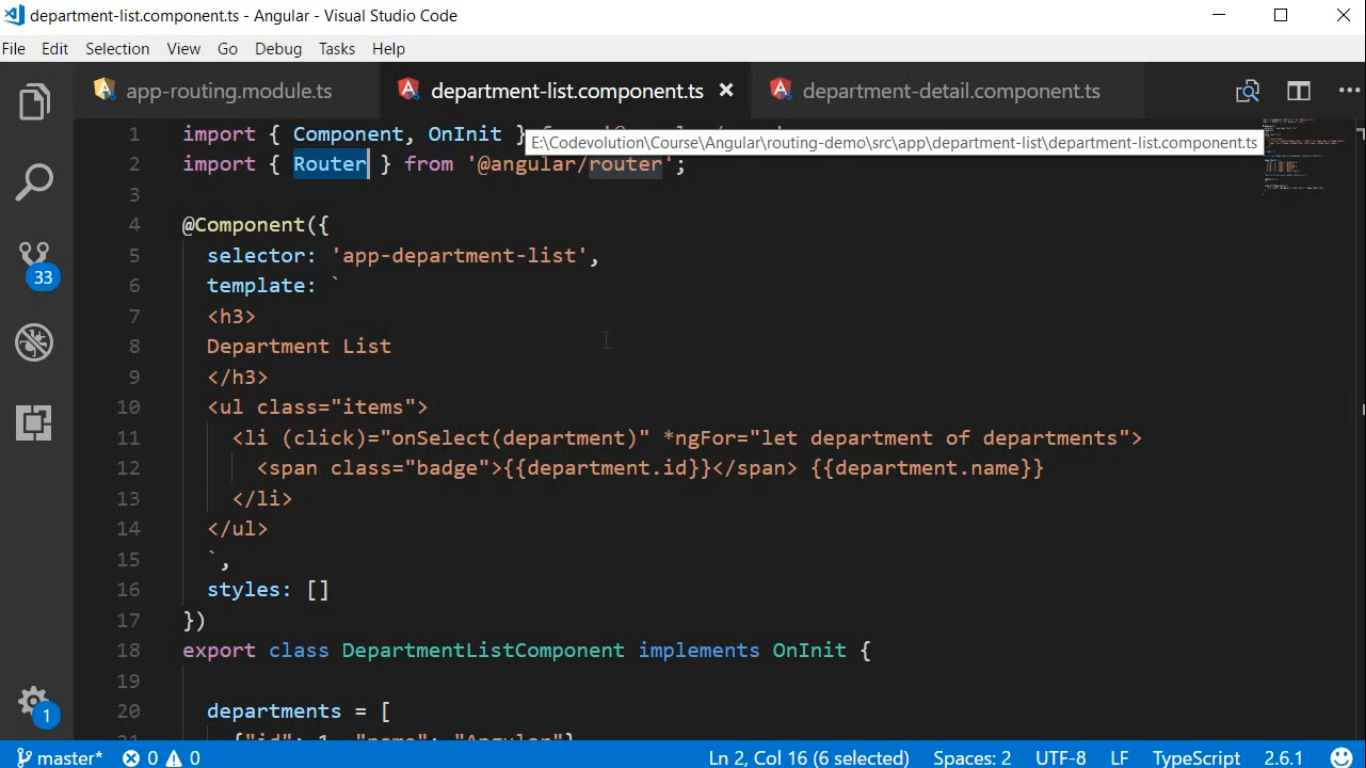 department-list.component.ts - Angular - Visual Studio Code
File Edit Selection View Go Debug Tasks Help
app-routing.module.ts department-list.component.ts department-detail.component.ts
1 import { Component, OnInit }
E:\Codevolution\Course\Angular\routing-demo\src\app\department-list\department-list.component.ts
2 import { Router } from '@angular/router';
3
4 @Component({
5 selector: 'app-department-list',
6 template: `
7 <h3>
8 Department List
9 </h3>
10 <ul class="items">
11 <li (click)="onSelect(department)" *ngFor="let department of departments">
12 <span class="badge">{{department.id}}</span> {{department.name}}
13 </li>
14 </ul>
15 `,
16 styles: []
17 })
18 export class DepartmentListComponent implements OnInit {
19
20 departments = [
21 {"id": 1, "name": "Angular"},
33
1
master* 0 0 Ln 2, Col 16 (6 selected) Spaces: 2 UTF-8 LF TypeScript 2.6.1